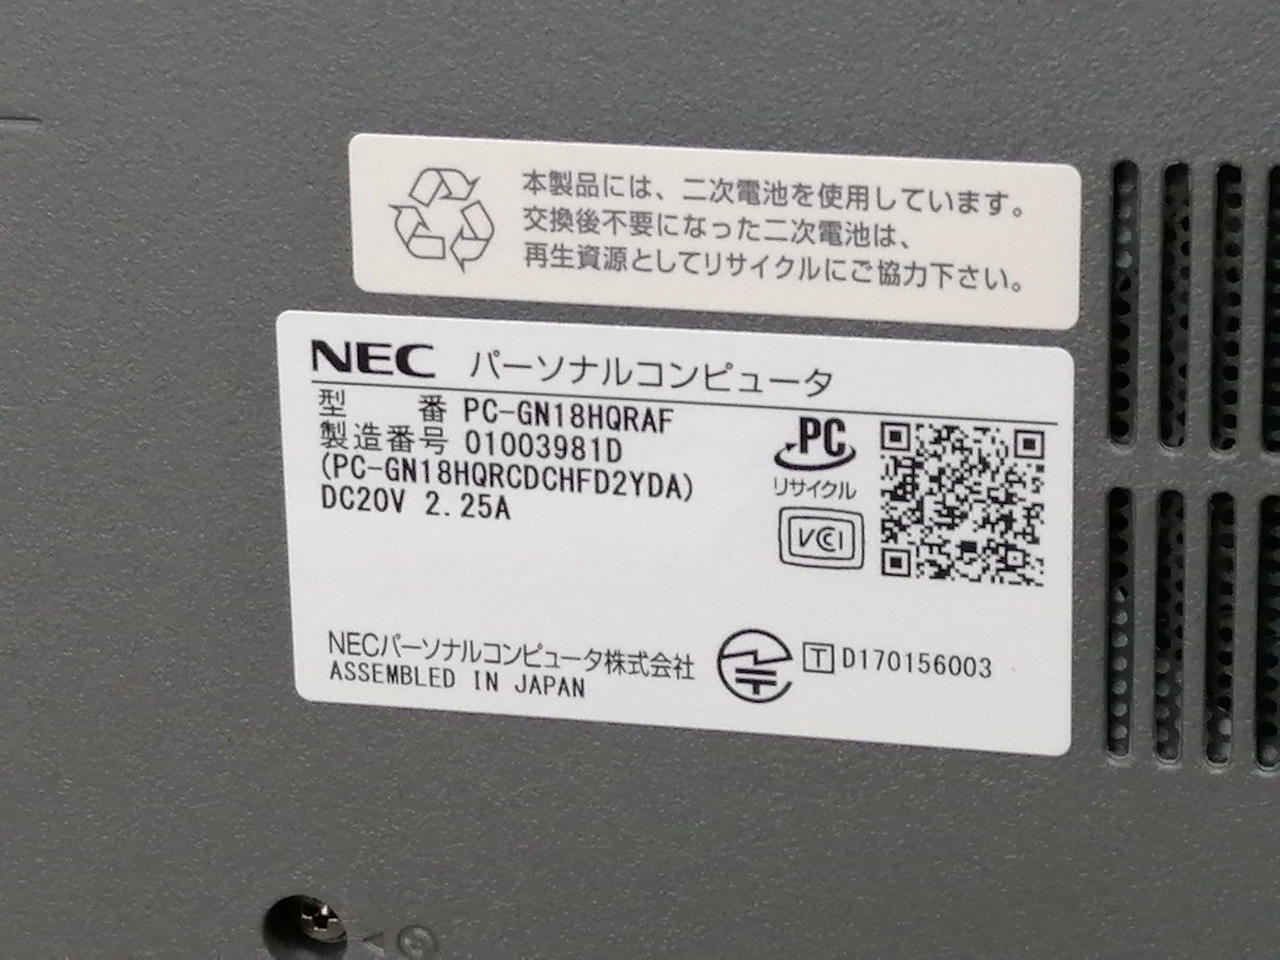 本製品には、二次電池を使用しています。
交換後不要になった二次電池は、
再生資源としてリサイクルにご協力下さい。
NEC パーソナルコンピュータ
型 番 PC-GN18HQRAF
製造番号 01003981D
(PC-GN18HQRCDCHFD2YDA)
DC20V 2.25A
PC
リサイクル
VCCI
NECパーソナルコンピュータ株式会社
ASSEMBLED IN JAPAN
T D170156003